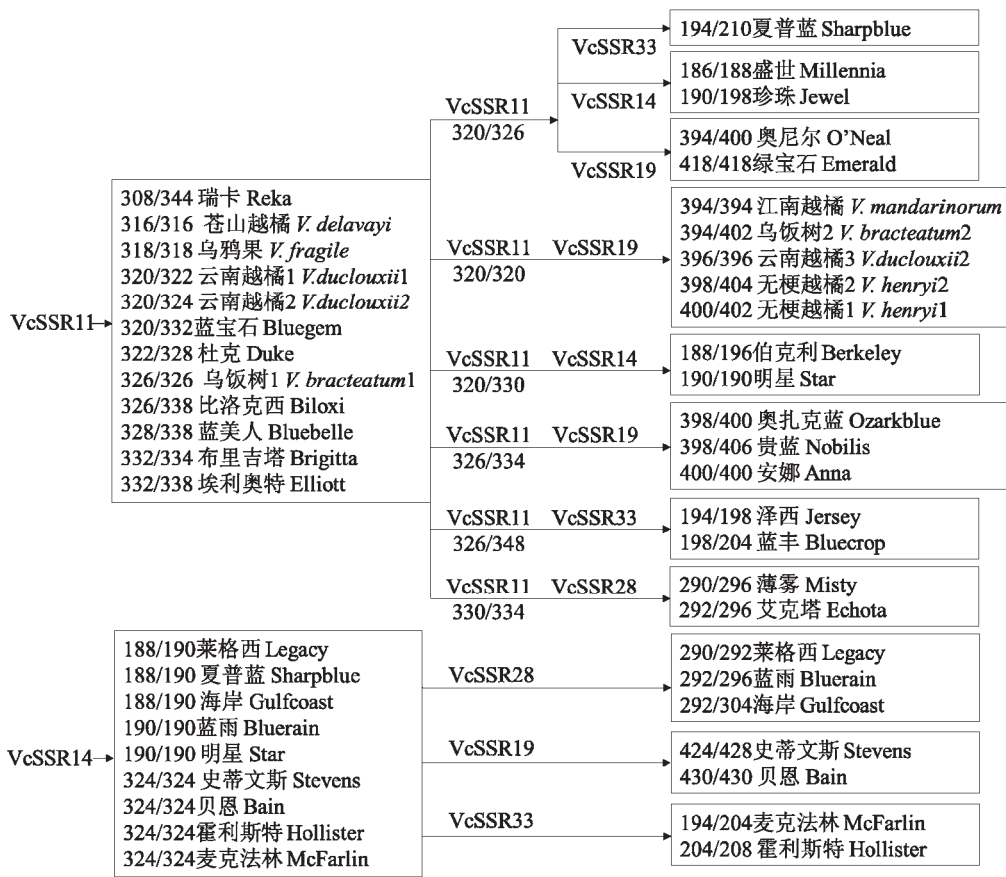 VcSSR33
194/210夏普蓝 Sharpblue
VcSSR14
186/188盛世 Millennia
190/198珍珠 Jewel
VcSSR11
320/326
VcSSR19
394/400 奥尼尔 O'Neal
418/418绿宝石 Emerald
VcSSR11
308/344 瑞卡 Reka
316/316 苍山越橘 V. delavayi
318/318 乌鸦果 V. fragile
320/322 云南越橘1 V.duclouxii1
320/324 云南越橘2 V.duclouxii2
320/332蓝宝石 Bluegem
322/328 杜克 Duke
326/326 乌饭树1 V. bracteatum1
326/338 比洛克西 Biloxi
328/338 蓝美人 Bluebelle
332/334 布里吉塔 Brigitta
332/338 埃利奥特 Elliott
VcSSR11 VcSSR19
320/320
394/394 江南越橘 V. mandarinorum
394/402 乌饭树2 V. bracteatum2
396/396 云南越橘3 V.duclouxii2
398/404 无梗越橘2 V. henryi2
400/402 无梗越橘1 V. henryi1
VcSSR11 VcSSR14
320/330
188/196伯克利 Berkeley
190/190明星 Star
VcSSR11 VcSSR19
326/334
398/400 奥扎克蓝 Ozarkblue
398/406 贵蓝 Nobilis
400/400 安娜 Anna
VcSSR11 VcSSR33
326/348
194/198 泽西 Jersey
198/204 蓝丰 Bluecrop
VcSSR11 VcSSR28
330/334
290/296 薄雾 Misty
292/296 艾克塔 Echota
VcSSR14
188/190莱格西 Legacy
188/190 夏普蓝 Sharpblue
188/190 海岸 Gulfcoast
190/190蓝雨 Bluerain
190/190 明星 Star
324/324 史蒂文斯 Stevens
324/324贝恩 Bain
324/324霍利斯特 Hollister
324/324麦克法林 McFarlin
VcSSR28
290/292莱格西 Legacy
292/296蓝雨 Bluerain
292/304海岸 Gulfcoast
VcSSR19
424/428史蒂文斯 Stevens
430/430 贝恩 Bain
VcSSR33
194/204麦克法林 McFarlin
204/208 霍利斯特 Hollister